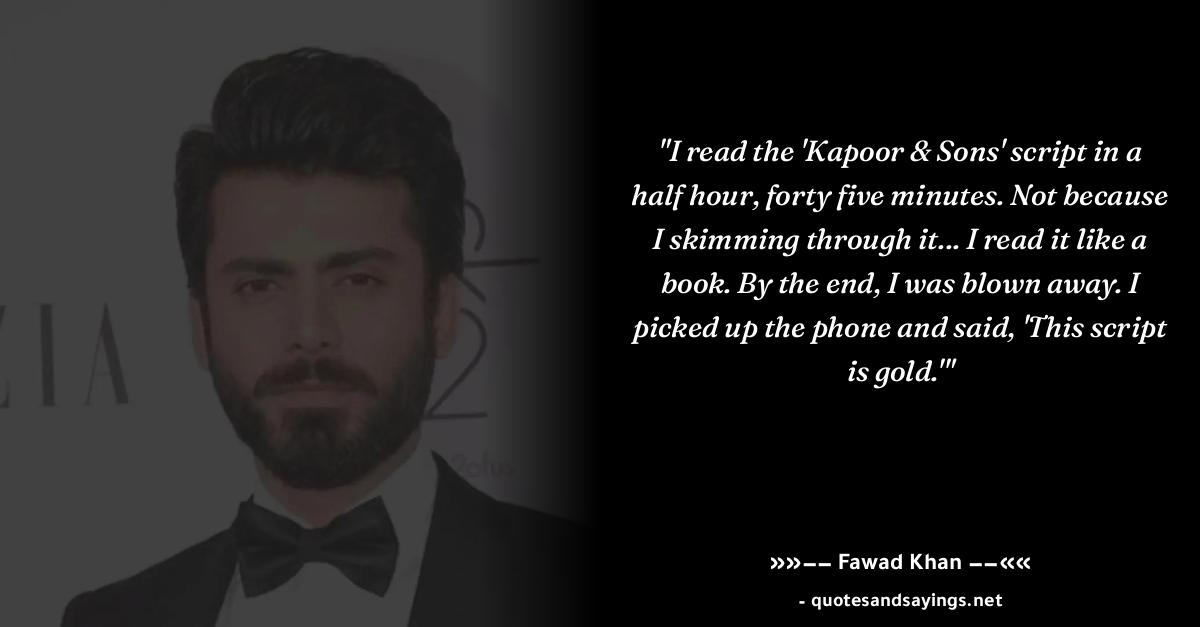 "I read the 'Kapoor & Sons' script in a
half hour, forty five minutes. Not because
I skimming through it... I read it like a
book. By the end, I was blown away. I
picked up the phone and said, 'This script
is gold.'"
»»–– Fawad Khan ––««
- quotesandsayings.net
ZIA
2